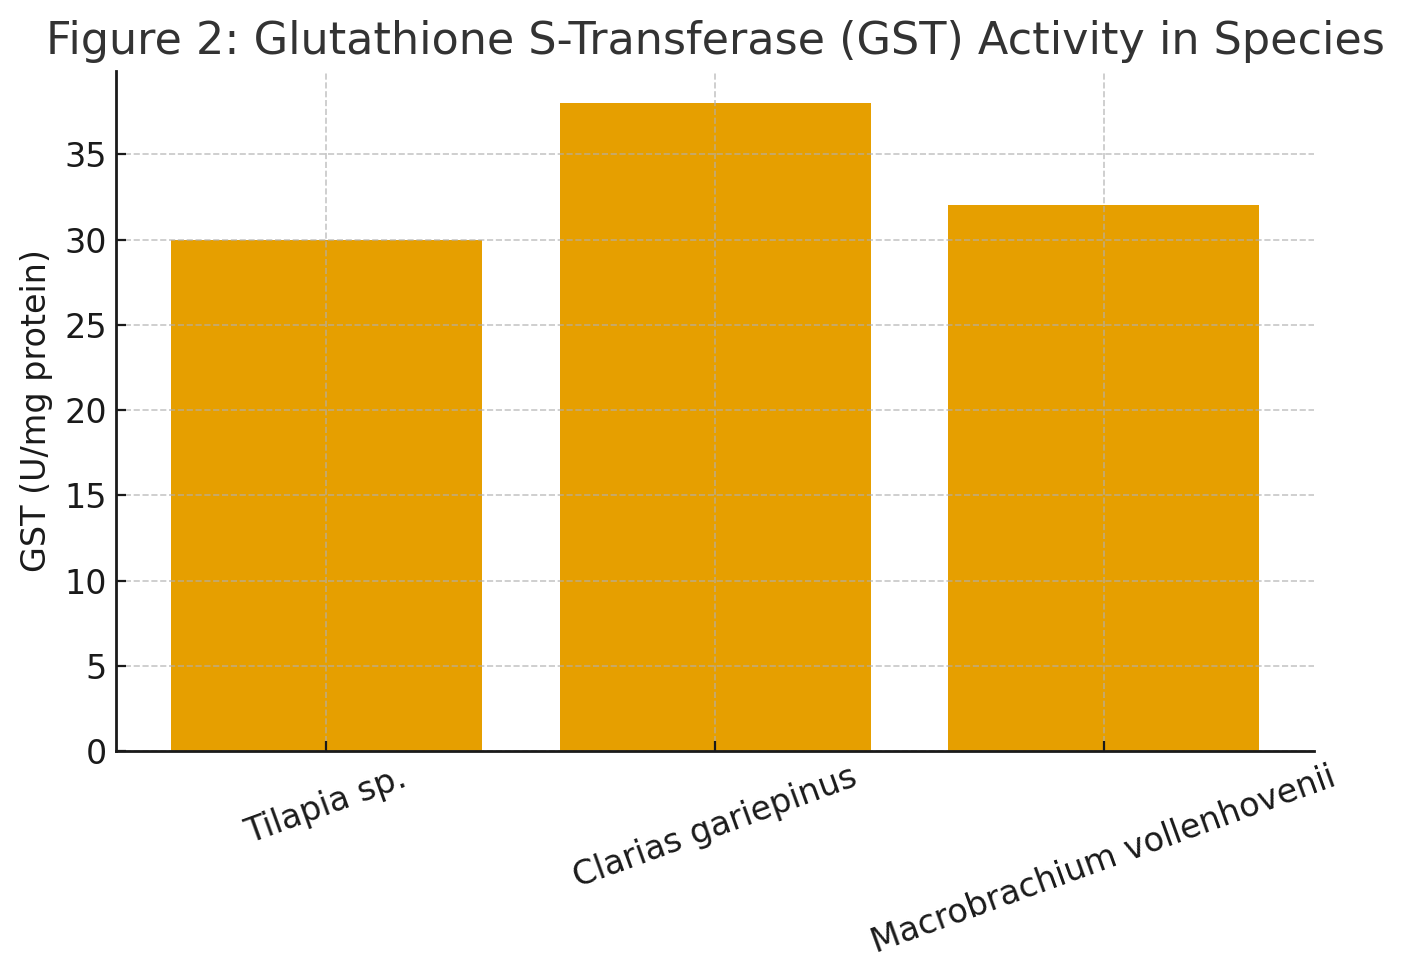 Figure 2: Glutathione S-Transferase (GST) Activity in Species
GST (U/mg protein)
35
30
25
20
15
10
5
0
Tilapia sp.
Clarias gariepinus
Macrobrachium vollenhovenii